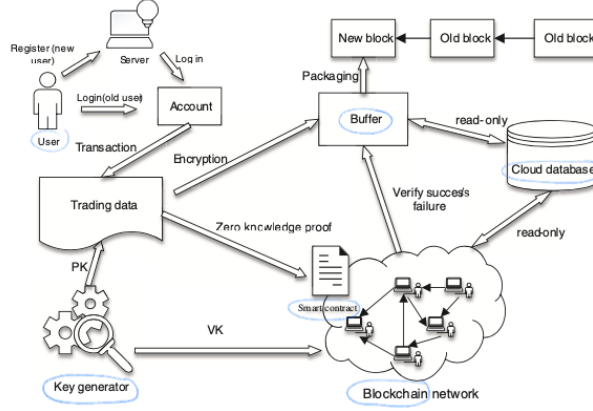 New block
Old block
Old block
Register (new
user)
Server
Log in
Packaging
Login(old user)
Account
Buffer
read-only
User
Transaction
Encryption
Cloud database
Verify success
failure
Trading data
Zero knowledge proof
read-only
PK
Smart contract
VK
Key generator
Blockchain network